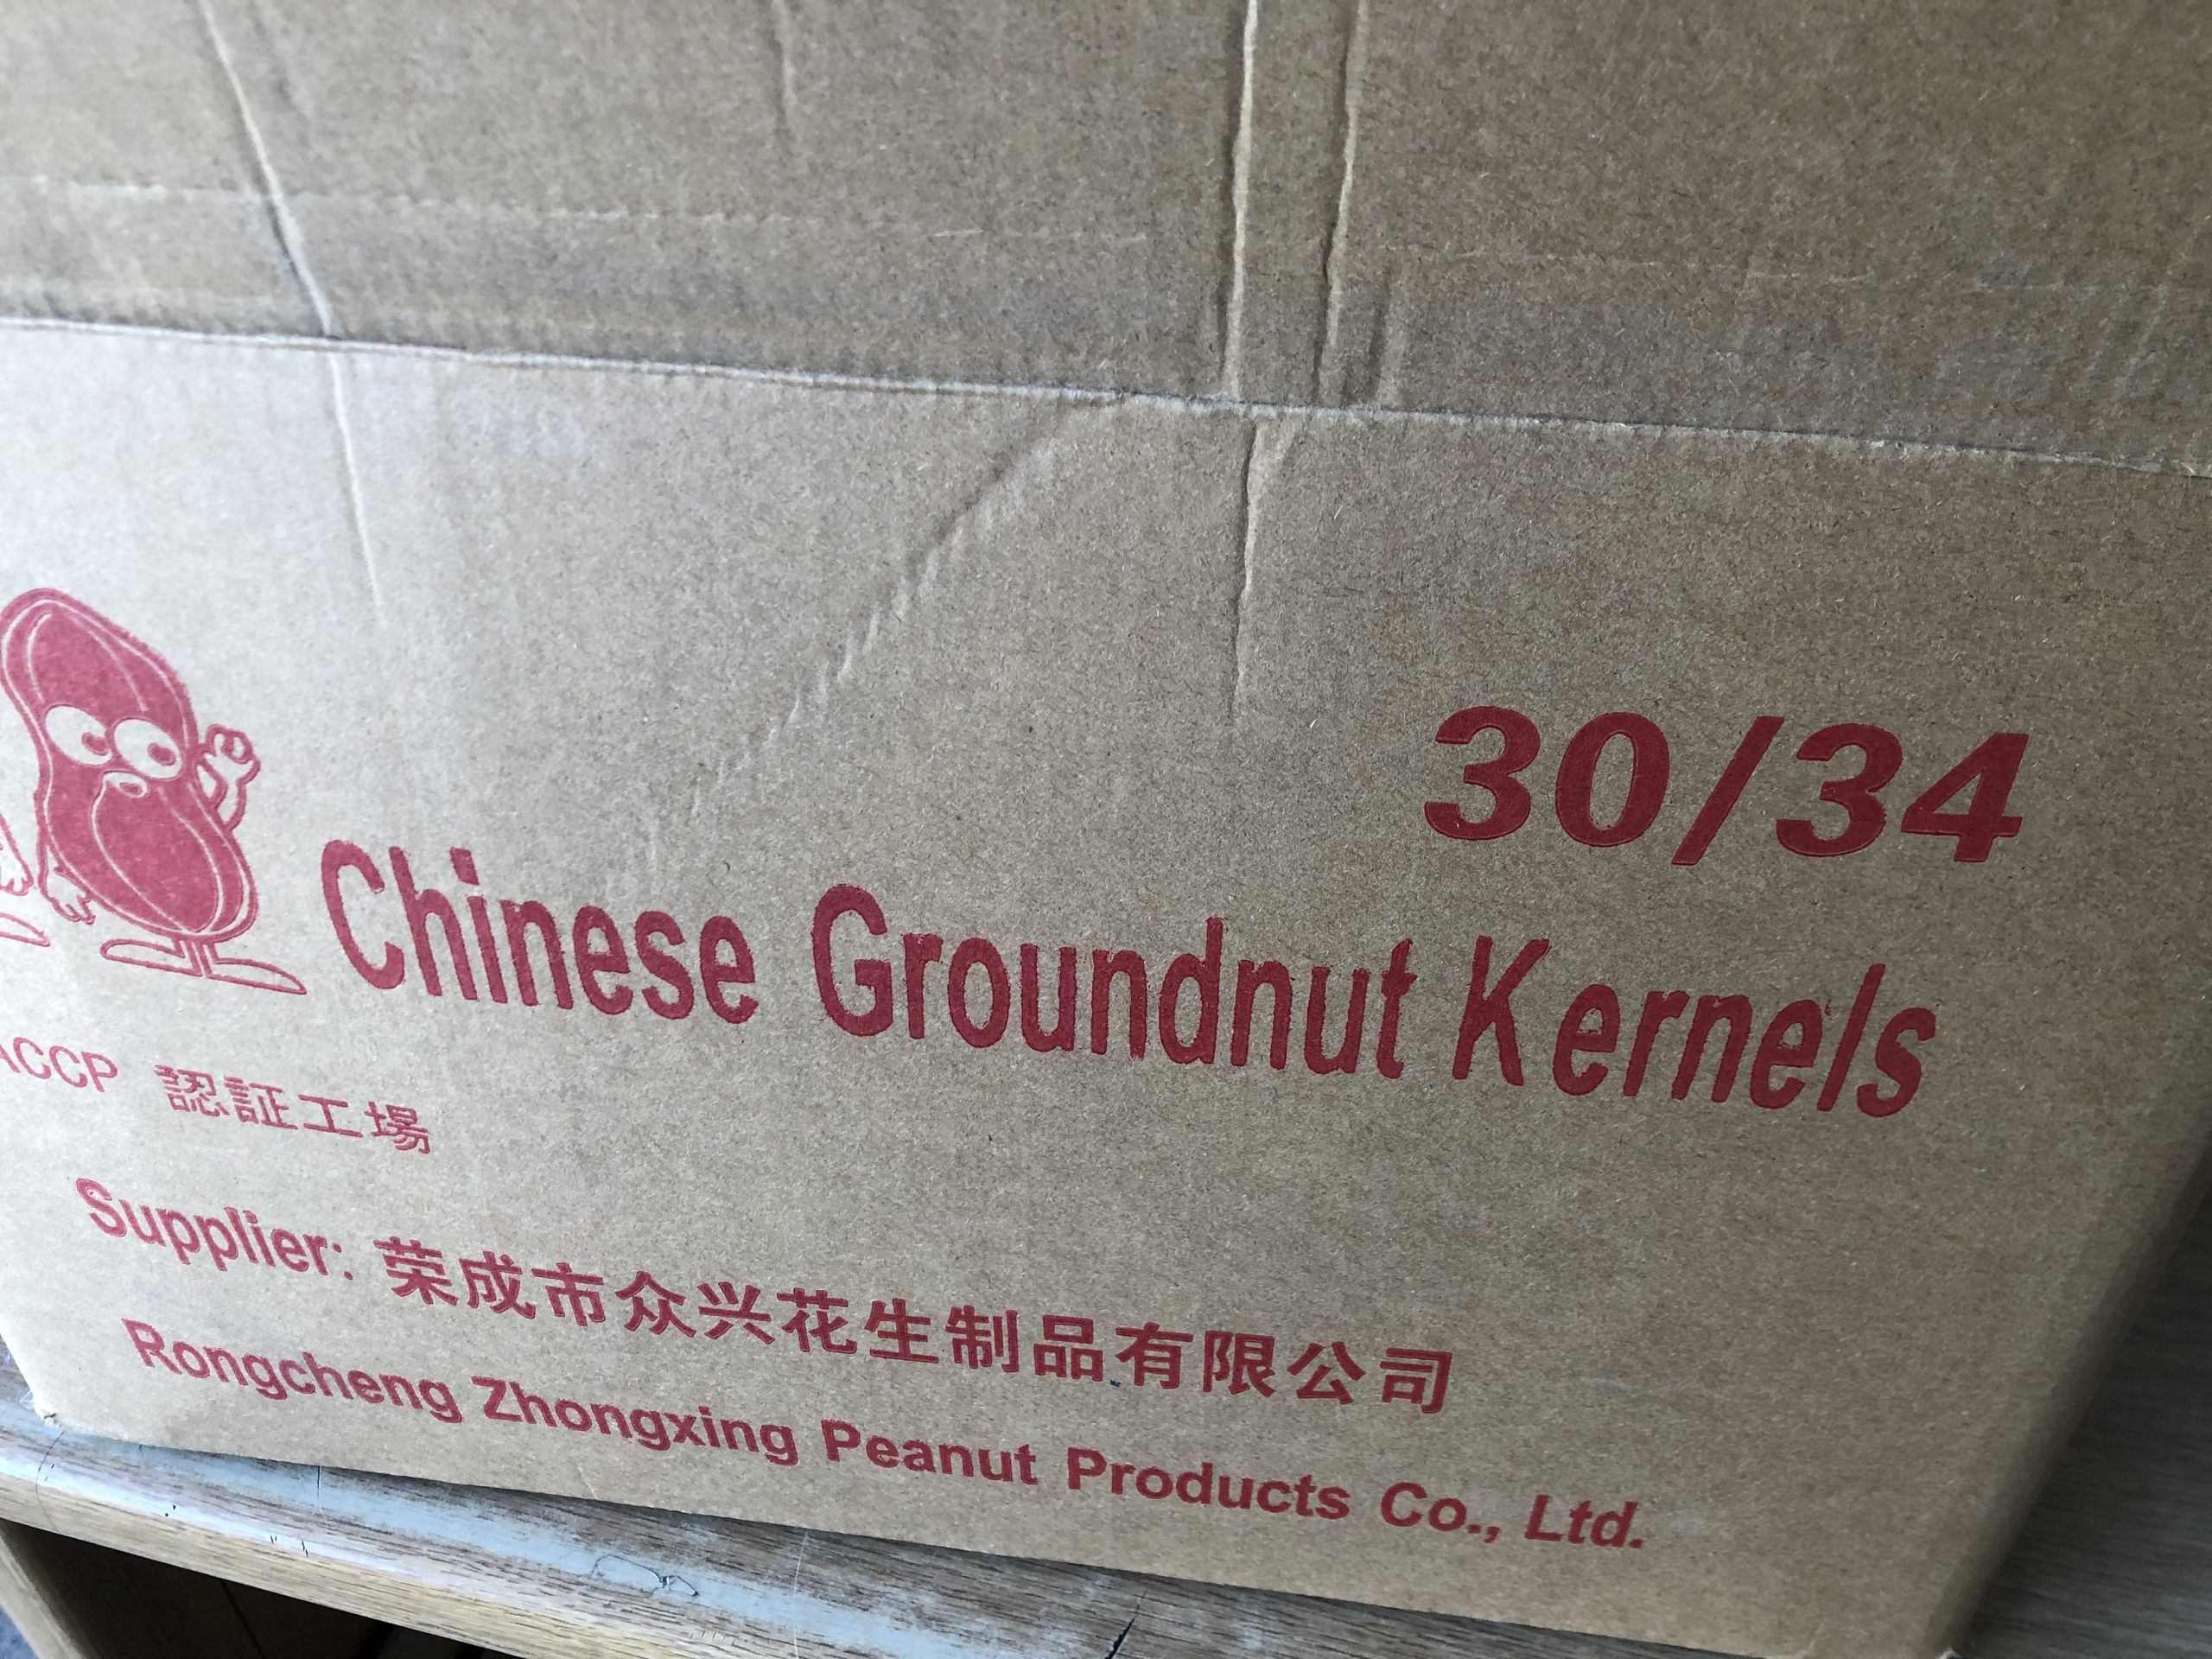 30/34
Chinese Groundnut Kernels
ACCP 認証工場
Supplier: 荣成市众兴花生制品有限公司
Rongcheng Zhongxing Peanut Products Co., Ltd.